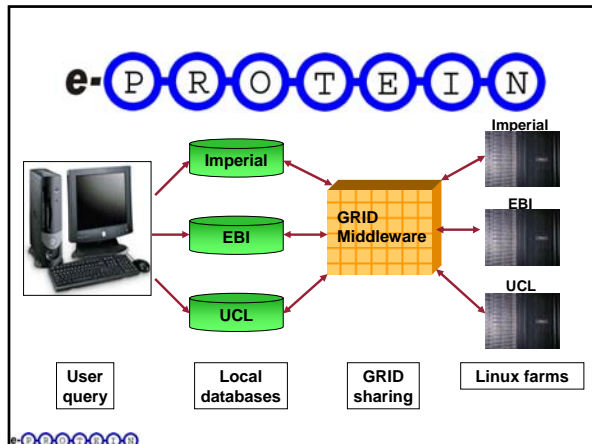 e-PROTEIN
Imperial
EBI
UCL
GRID
Middleware
Imperial
EBI
UCL
User
query
Local
databases
GRID
sharing
Linux farms
e-PROTEIN